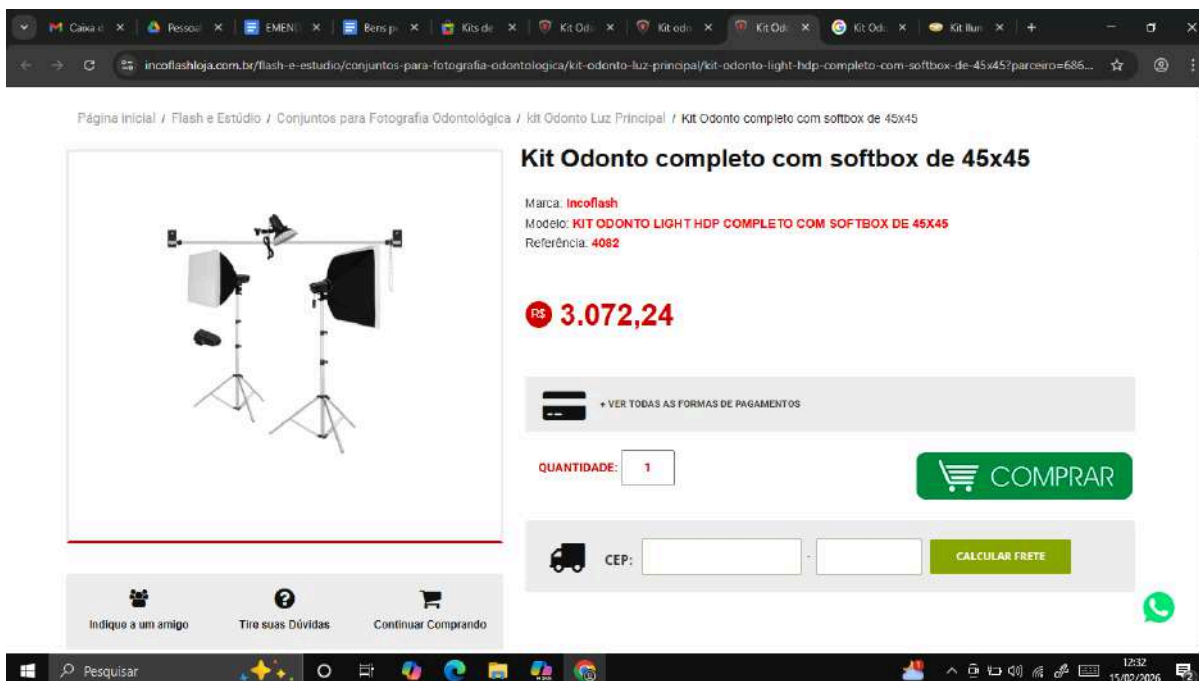 Caixa d
Pessoal
EMEND
Bens p
Kits de
Kit Od
Kit odn
Kit Od
Kit Od
Kit Ilun
incoflashloja.com.br/flash-e-estudio/conjuntos-para-fotografia-odontologica/kit-odonto-luz-principal/kit-odonto-light-hdp-completo-com-softbox-de-45x45?parceiro=686...
Página inicial / Flash e Estúdio / Conjuntos para Fotografia Odontológica / kit Odonto Luz Principal / Kit Odonto completo com softbox de 45x45
Kit Odonto completo com softbox de 45x45
Marca: Incoflash
Modelo: KIT ODONTO LIGHT HDP COMPLETO COM SOFTBOX DE 45X45
Referência: 4082
R$ 3.072,24
+ VER TODAS AS FORMAS DE PAGAMENTOS
QUANTIDADE: 1
COMPRAR
CEP: -
CALCULAR FRETE
Indique a um amigo
Tire suas Dúvidas
Continuar Comprando
Pesquisar
12:32
15/02/2026